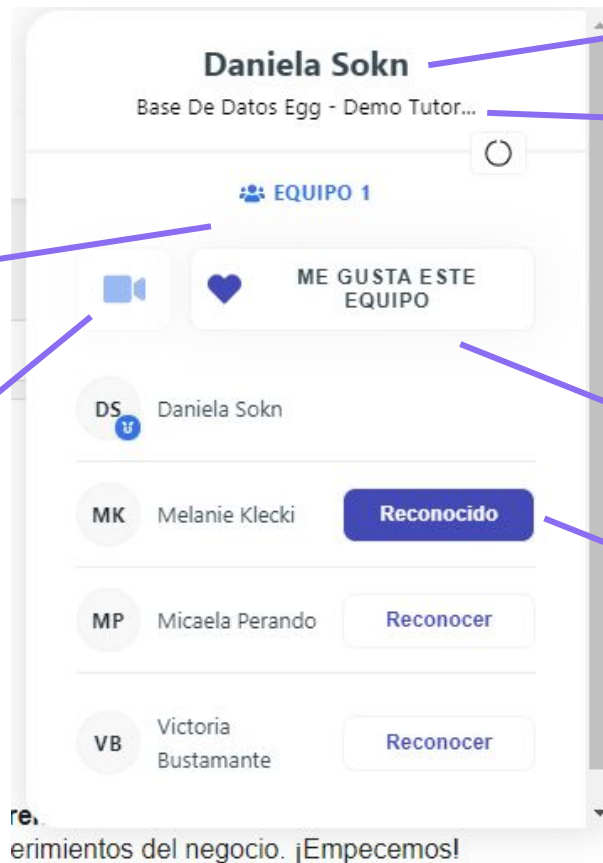 Daniela Sokn
Base De Datos Egg - Demo Tutor...
EQUIPO 1
ME GUSTA ESTE
EQUIPO
DS Daniela Sokn
MK Melanie Klecki Reconocido
MP Micaela Perando Reconocer
VB Victoria
Bustamante Reconocer
erimientos del negocio. ¡Empecemos!